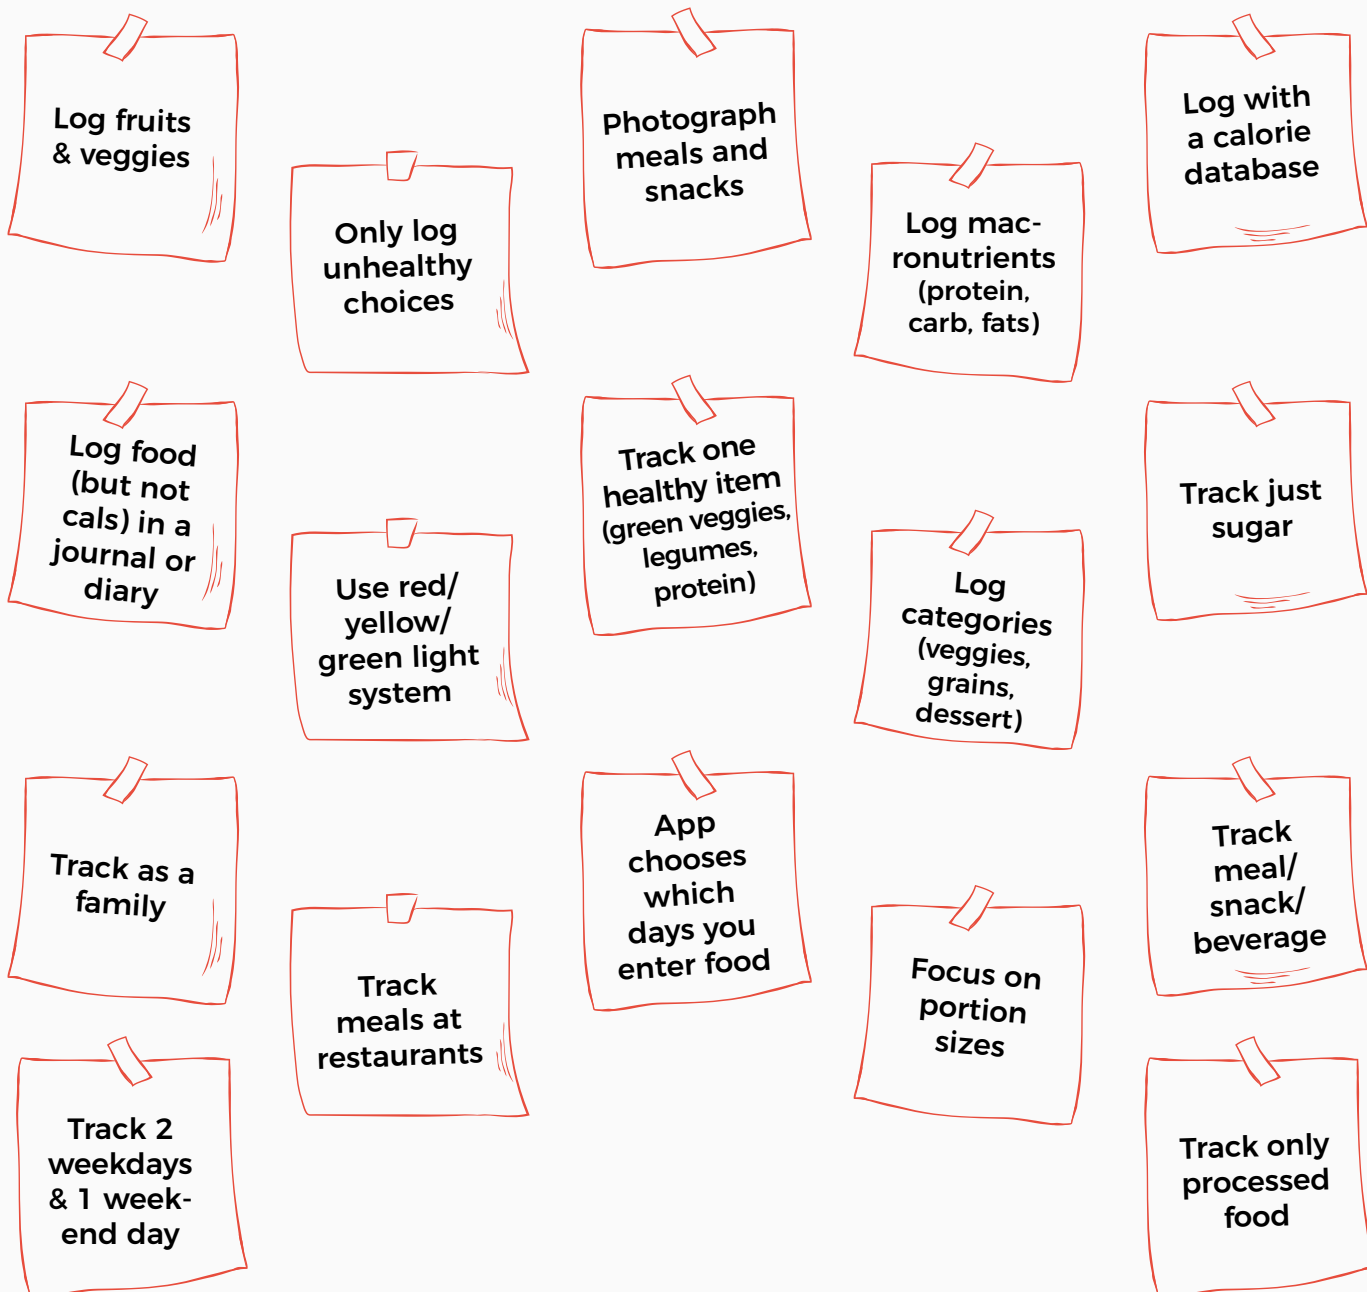 Log fruits
& veggies
Only log
unhealthy
choices
Photograph
meals and
snacks
Log mac-
ronutrients
(protein,
carb, fats)
Log with
a calorie
database
Log food
(but not
cals) in a
journal or
diary
Use red/
yellow/
green light
system
Track one
healthy item
(green veggies,
legumes,
protein)
Log
categories
(veggies,
grains,
dessert)
Track just
sugar
Track as a
family
Track
meals at
restaurants
App
chooses
which
days you
enter food
Focus on
portion
sizes
Track
meal/
snack/
beverage
Track 2
weekdays
& 1 week-
end day
Track only
processed
food